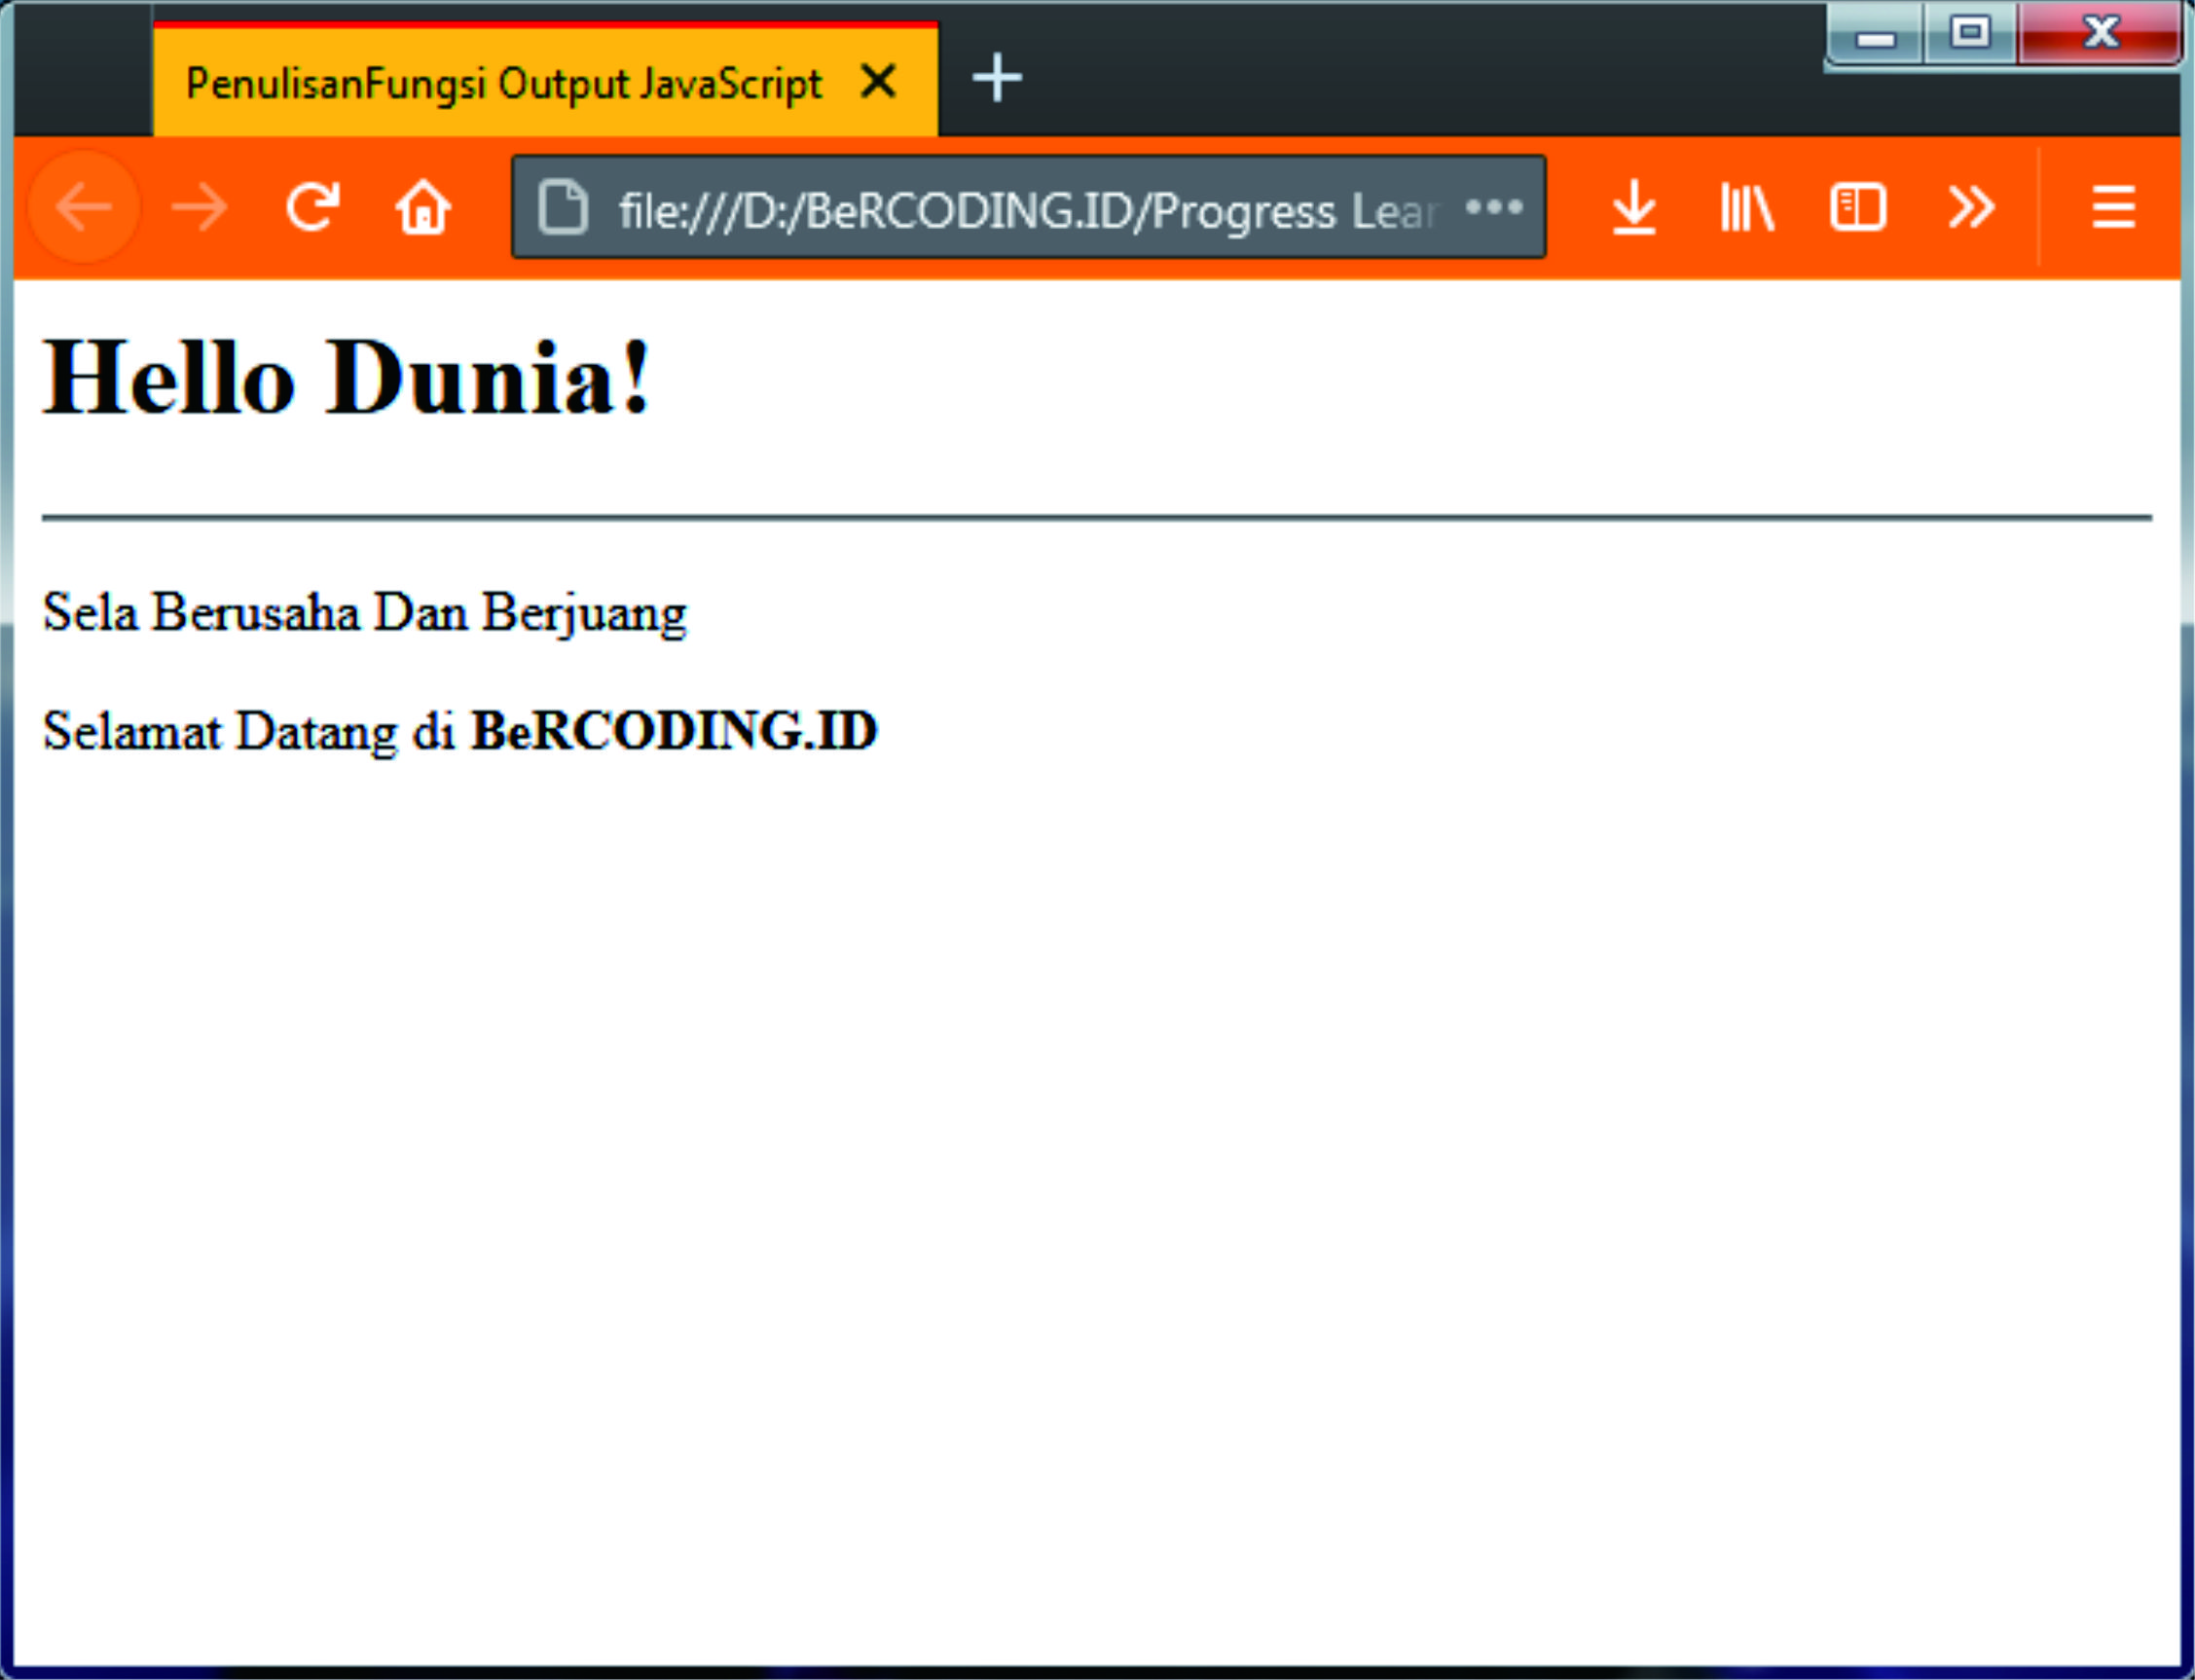 PenulisanFungsi Output JavaScript
file:///D:/BeRCODING.ID/Progress Lear
Hello Dunia!
Sela Berusaha Dan Berjuang
Selamat Datang di BeRCODING.ID